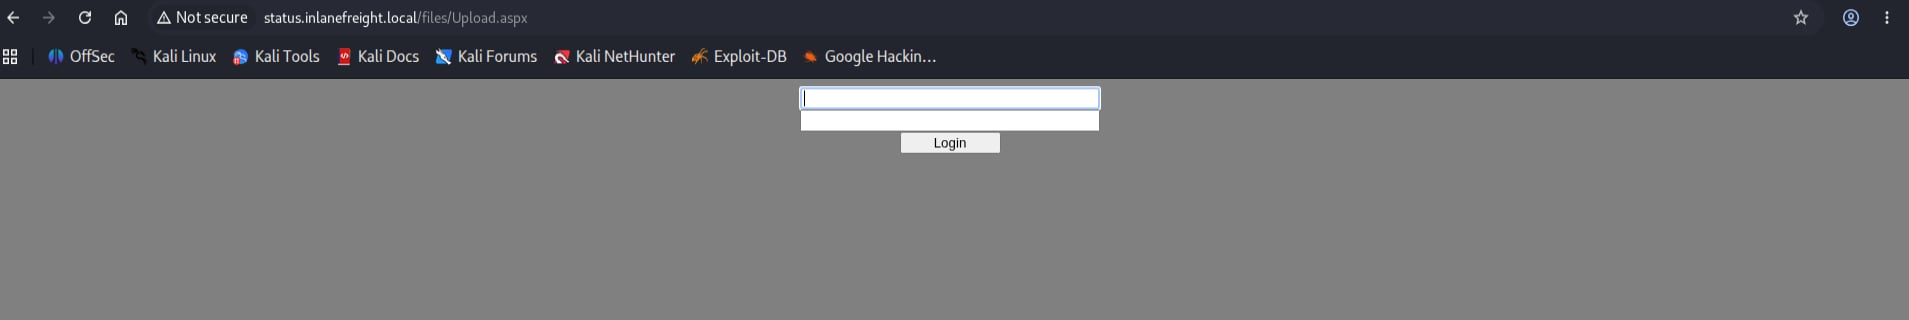 Not secure status.inlanefreight.local/files/Upload.aspx
OffSec Kali Linux Kali Tools Kali Docs Kali Forums Kali NetHunter Exploit-DB Google Hackin...
Login